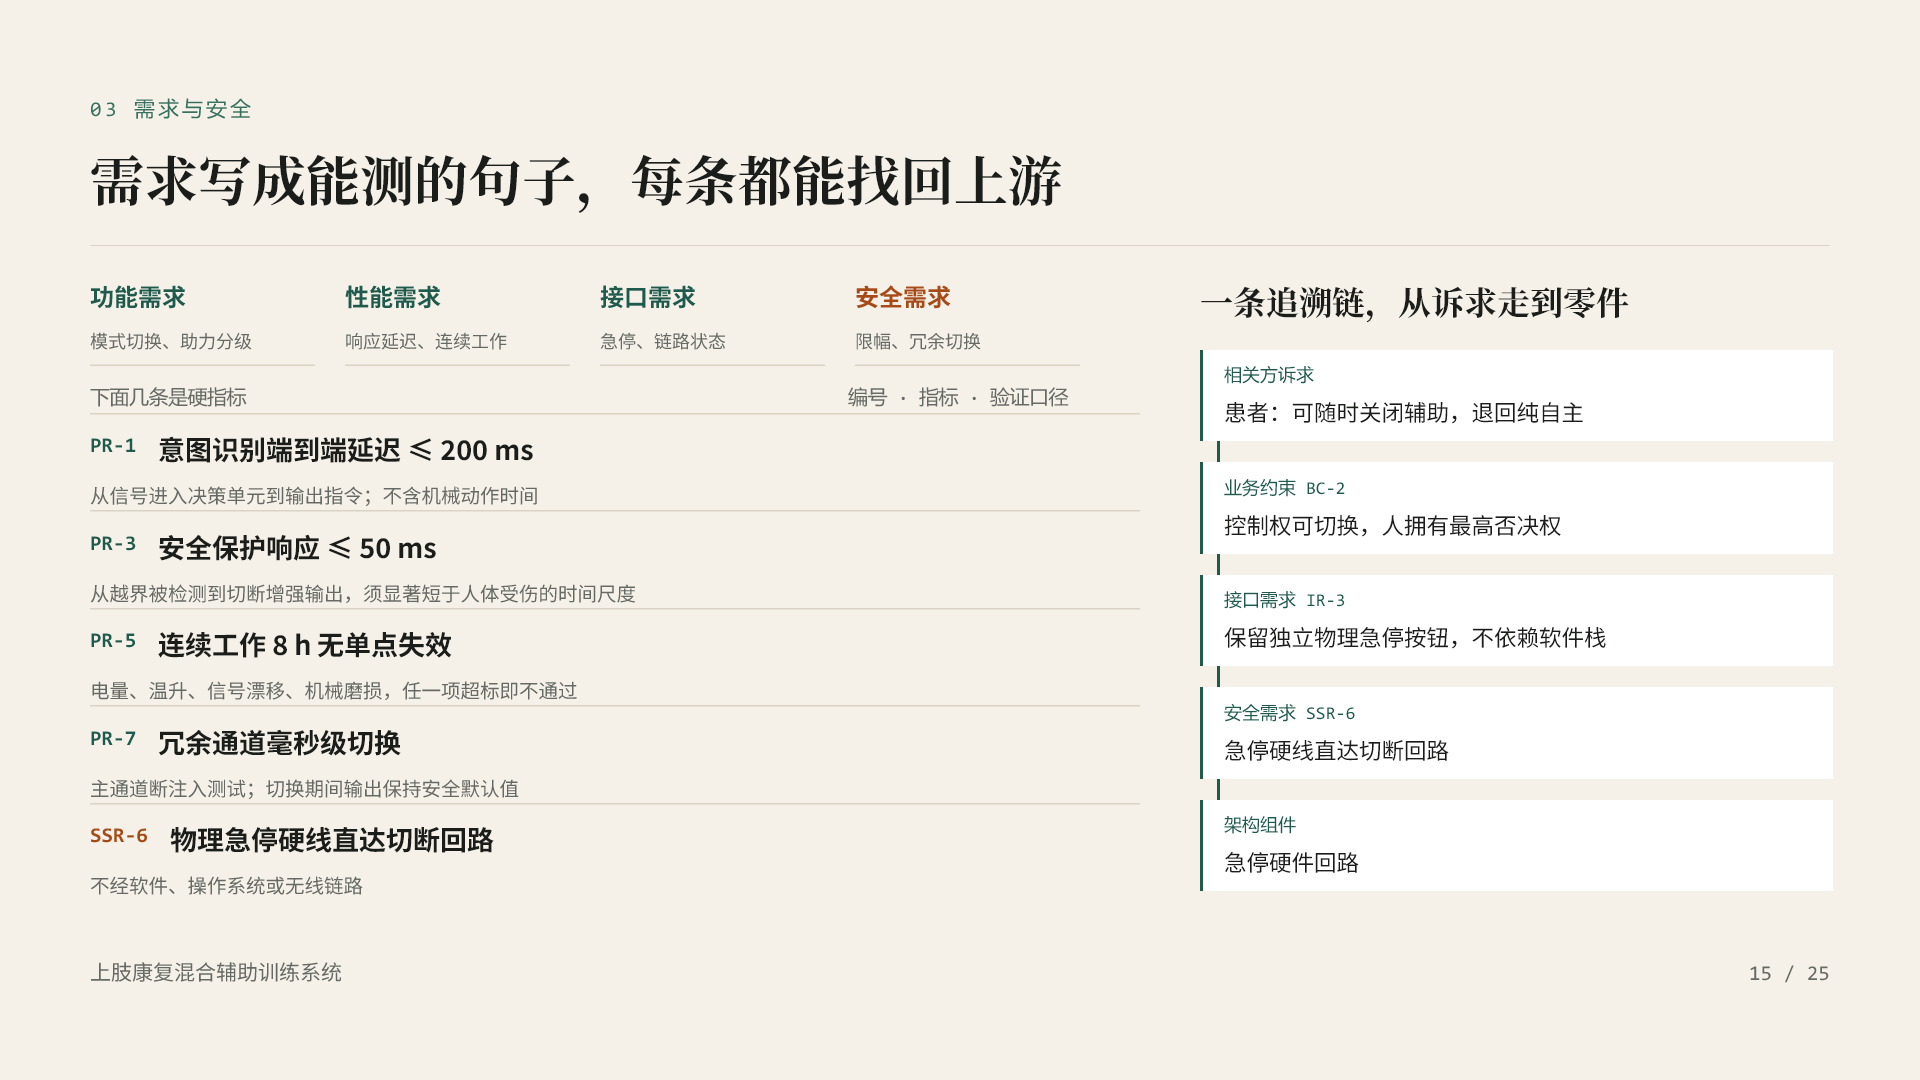 03 需求与安全
需求写成能测的句子，每条都能找回上游
功能需求
模式切换、助力分级
性能需求
响应延迟、连续工作
接口需求
急停、链路状态
安全需求
限幅、冗余切换
下面几条是硬指标
编号 · 指标 · 验证口径
PR-1 意图识别端到端延迟 ≤ 200 ms
从信号进入决策单元到输出指令；不含机械动作时间
PR-3 安全保护响应 ≤ 50 ms
从越界被检测到切断增强输出，须显著短于人体受伤的时间尺度
PR-5 连续工作 8 h 无单点失效
电量、温升、信号漂移、机械磨损，任一项超标即不通过
PR-7 冗余通道毫秒级切换
主通道断注入测试；切换期间输出保持安全默认值
SSR-6 物理急停硬线直达切断回路
不经软件、操作系统或无线链路
一条追溯链，从诉求走到零件
相关方诉求
患者：可随时关闭辅助，退回纯自主
业务约束 BC-2
控制权可切换，人拥有最高否决权
接口需求 IR-3
保留独立物理急停按钮，不依赖软件栈
安全需求 SSR-6
急停硬线直达切断回路
架构组件
急停硬件回路
上肢康复混合辅助训练系统
15 / 25